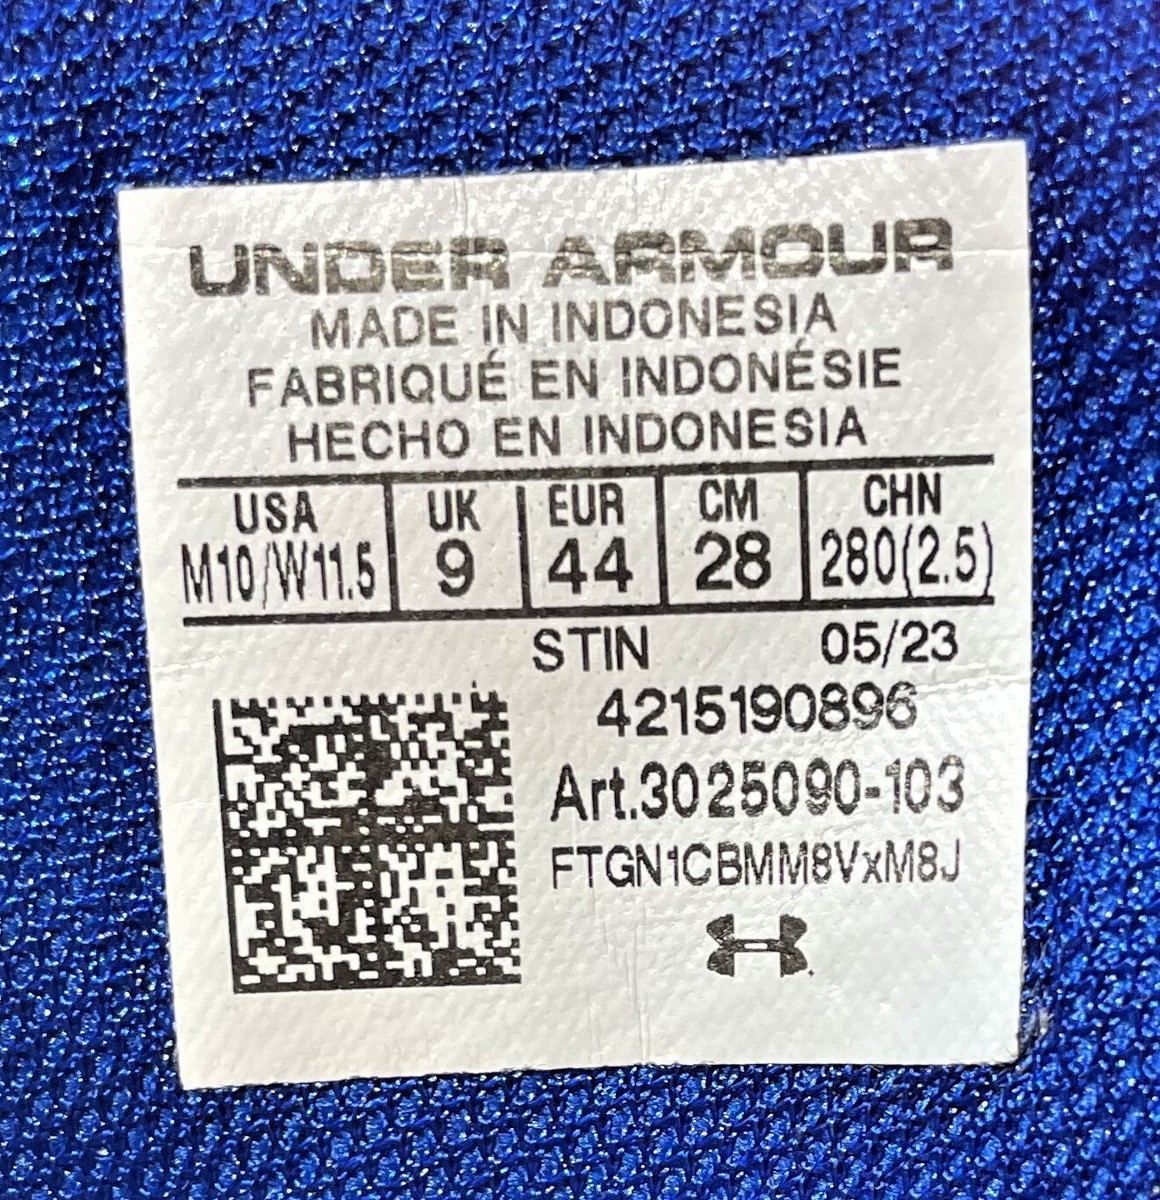 UNDER ARMOUR
MADE IN INDONESIA
FABRIQUÉ EN INDONÉSIE
HECHO EN INDONESIA
USA UK EUR CM CHN
M10/W11.5 9 44 28 280(2.5)
STIN 05/23
4215190896
Art.3025090-103
FTGN1CBMM8VxM8J